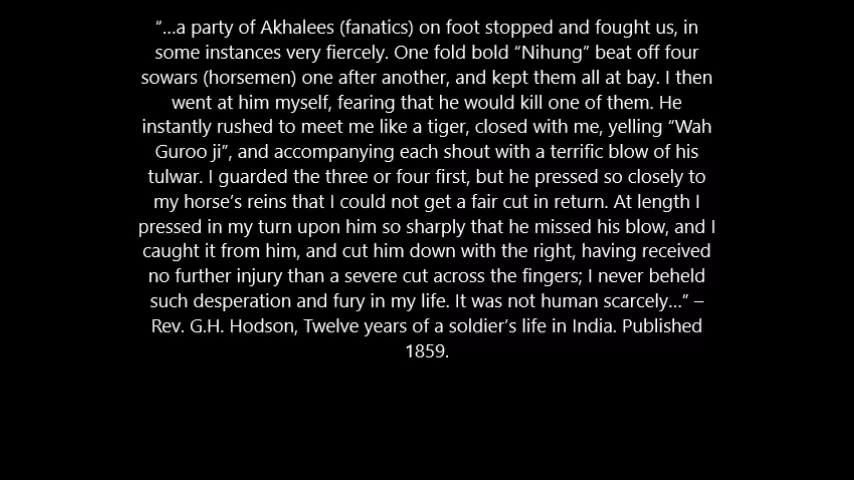 “...a party of Akhalees (fanatics) on foot stopped and fought us, in
some instances very fiercely. One fold bold “Nihung” beat off four
sowars (horsemen) one after another, and kept them all at bay. I then
went at him myself, fearing that he would kill one of them. He
instantly rushed to meet me like a tiger, closed with me, yelling “Wah
Guroo ji”, and accompanying each shout with a terrific blow of his
tulwar. I guarded the three or four first, but he pressed so closely to
my horse’s reins that I could not get a fair cut in return. At length I
pressed in my turn upon him so sharply that he missed his blow, and I
caught it from him, and cut him down with the right, having received
no further injury than a severe cut across the fingers; I never beheld
such desperation and fury in my life. It was not human scarcely...” –
Rev. G.H. Hodson, Twelve years of a soldier’s life in India. Published
1859.